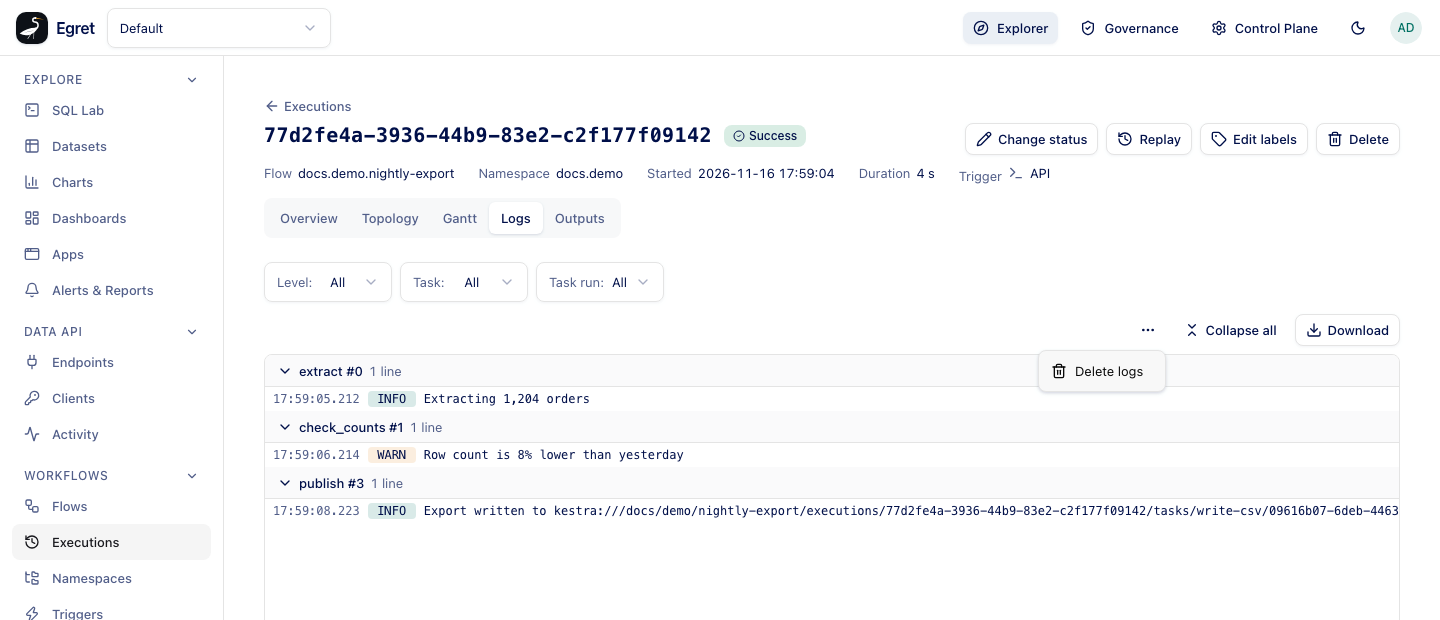 Egret
Default
Explorer
Governance
Control Plane
AD
EXPLORE
SQL Lab
Datasets
Charts
Dashboards
Apps
Alerts & Reports
DATA API
Endpoints
Clients
Activity
WORKFLOWS
Flows
Executions
Namespaces
Triggers
Executions
77d2fe4a-3936-44b9-83e2-c2f177f09142
Success
Change status
Replay
Edit labels
Delete
Flow docs.demo.nightly-export Namespace docs.demo Started 2026-11-16 17:59:04 Duration 4 s Trigger API
Overview
Topology
Gantt
Logs
Outputs
Level: All
Task: All
Task run: All
Collapse all
Download
Delete logs
extract #0 1 line
17:59:05.212 INFO Extracting 1,204 orders
check_counts #1 1 line
17:59:06.214 WARN Row count is 8% lower than yesterday
publish #3 1 line
17:59:08.223 INFO Export written to kestra:///docs/demo/nightly-export/executions/77d2fe4a-3936-44b9-83e2-c2f177f09142/tasks/write-csv/09616b07-6deb-4463